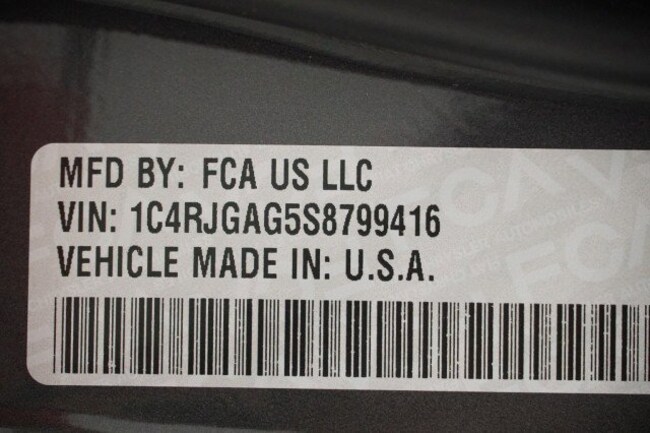 MFD BY: FCA US LLC
VIN: 1C4RJGAG5S8799416
VEHICLE MADE IN: U.S.A.